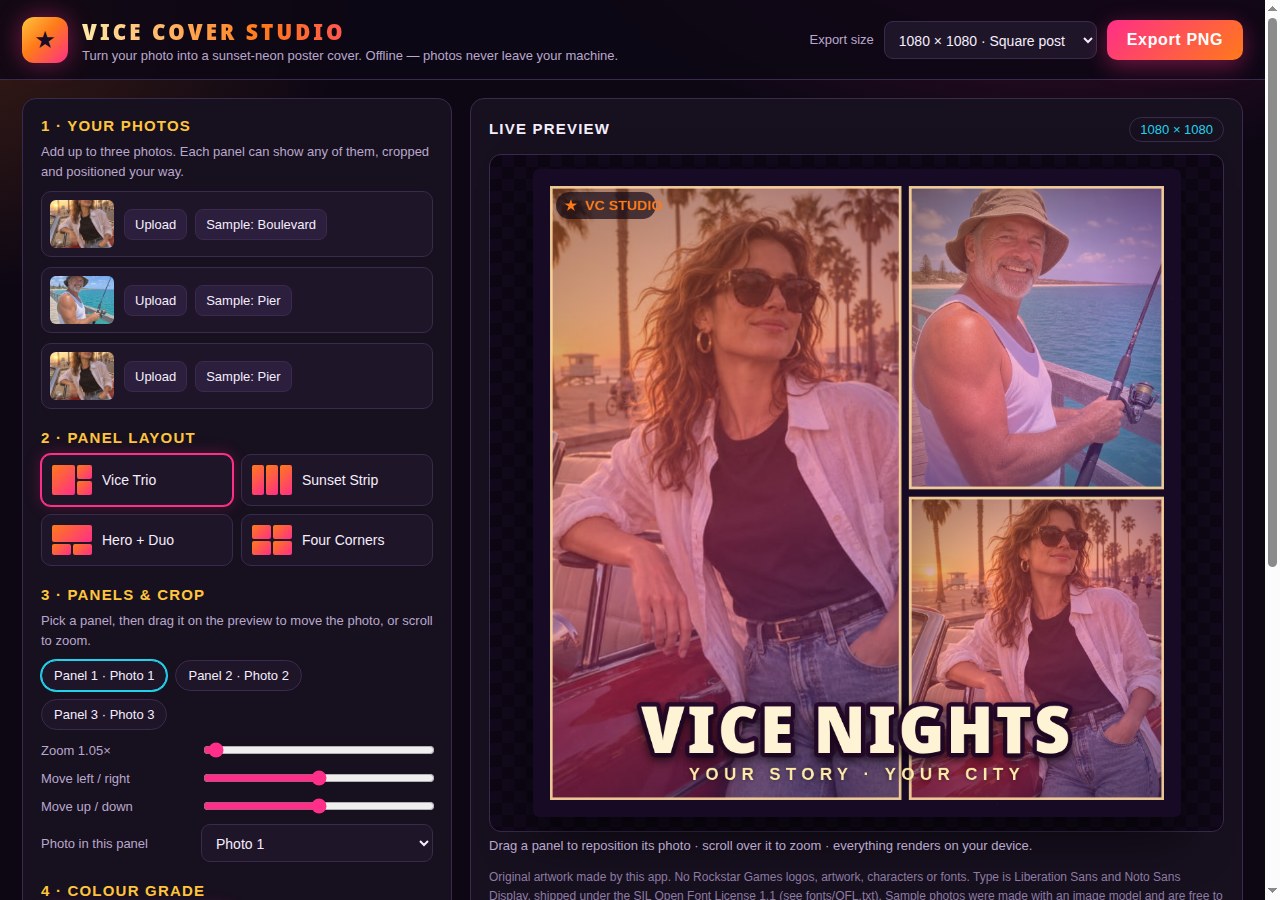 VICE COVER STUDIO
Turn your photo into a sunset-neon poster cover. Offline — photos never leave your machine.
Export size
1080 × 1080 · Square post
Export PNG
1 · YOUR PHOTOS
Add up to three photos. Each panel can show any of them, cropped
and positioned your way.
Upload
Sample: Boulevard
Upload
Sample: Pier
Upload
Sample: Pier
2 · PANEL LAYOUT
Vice Trio
Sunset Strip
Hero + Duo
Four Corners
3 · PANELS & CROP
Pick a panel, then drag it on the preview to move the photo, or scroll
to zoom.
Panel 1 · Photo 1
Panel 2 · Photo 2
Panel 3 · Photo 3
Zoom 1.05×
Move left / right
Move up / down
Photo in this panel
Photo 1
4 · COLOUR GRADE
LIVE PREVIEW
1080 × 1080
★ VC STUDIO
VICE NIGHTS
YOUR STORY · YOUR CITY
Drag a panel to reposition its photo · scroll over it to zoom · everything renders on your device.
Original artwork made by this app. No Rockstar Games logos, artwork, characters or fonts. Type is Liberation Sans and Noto Sans
Display, shipped under the SIL Open Font License 1.1 (see fonts/OFL.txt). Sample photos were made with an image model and are free to